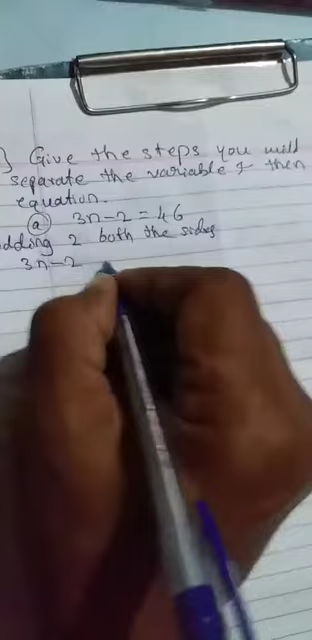 ) Give the steps you will
separate the variable & then
equation.
(a) 3n-2=46
dding 2 both the sides
3n-2